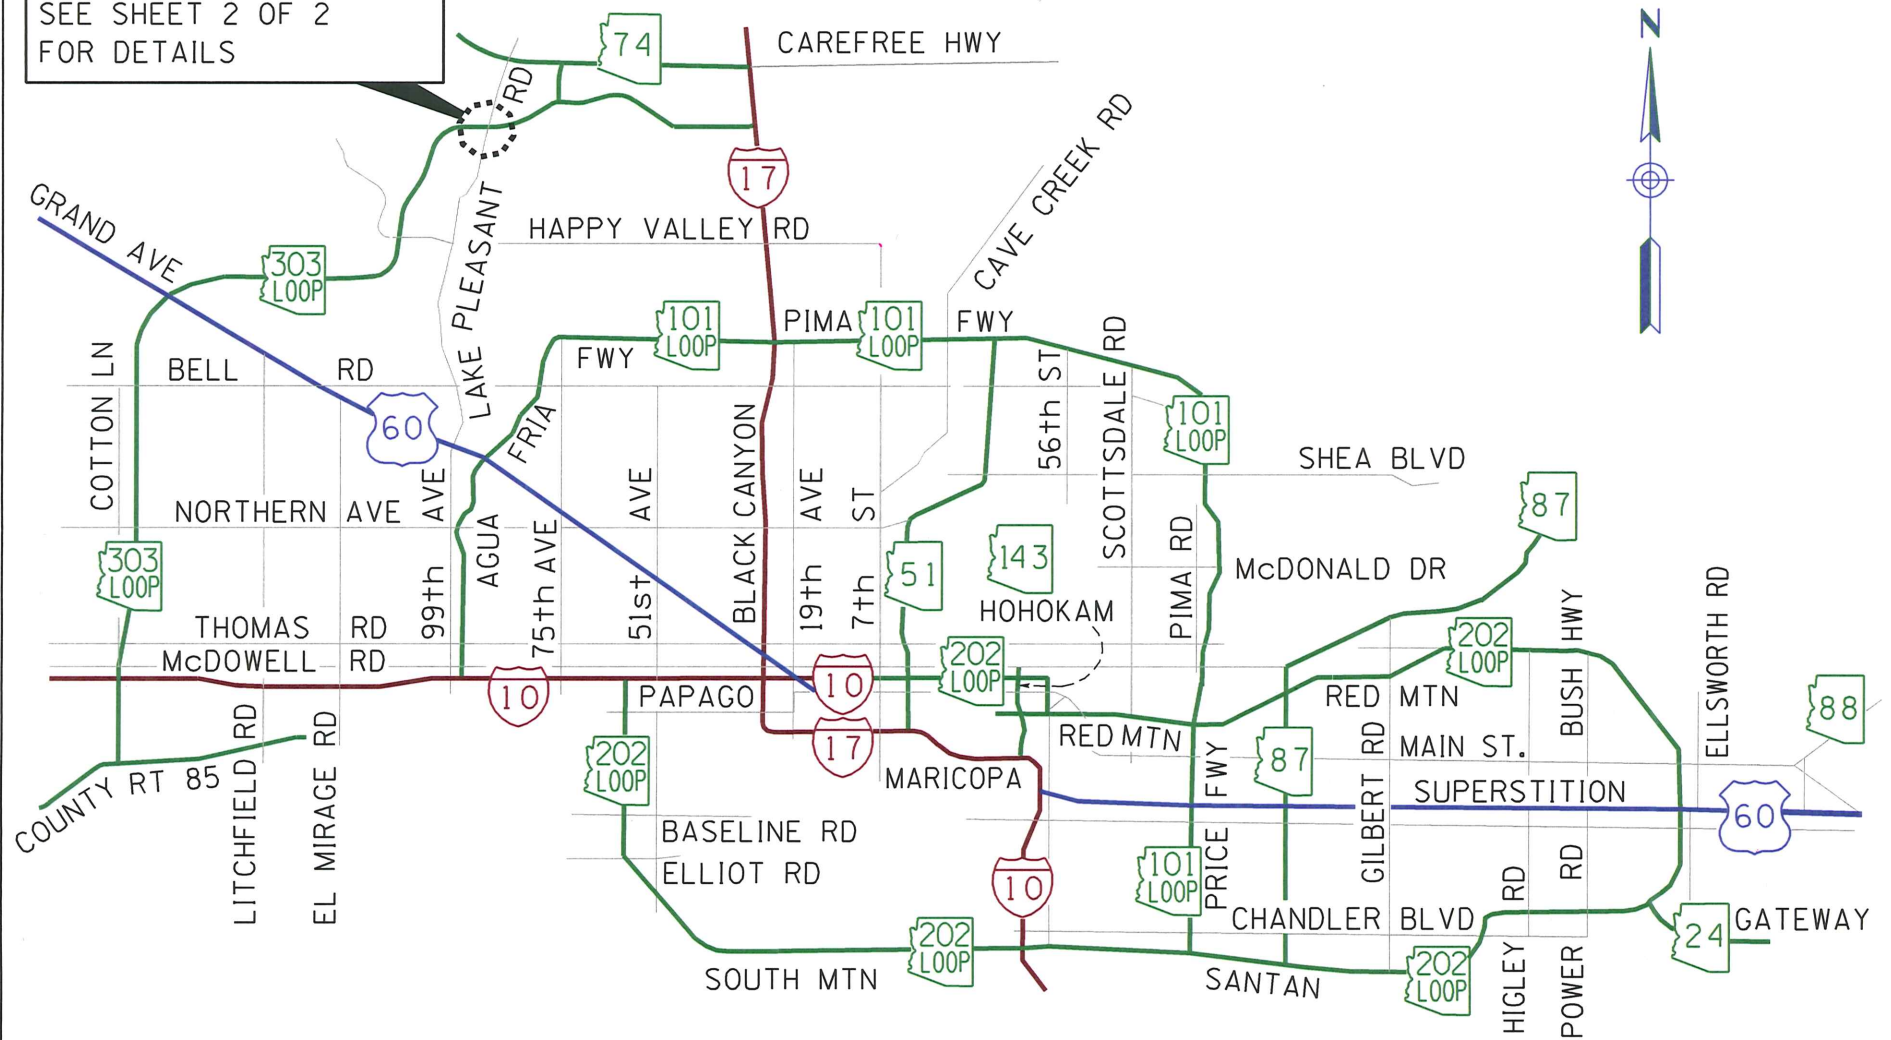 SEE SHEET 2 OF 2
FOR DETAILS
74
CAREFREE HWY
N
RD
17
CAVE CREEK RD
GRAND AVE
LAKE PLEASANT
HAPPY VALLEY RD
303
LOOP
101
LOOP
PIMA
101
LOOP
FWY
FWY
BELL RD
COTTON LN
60
FRIA
AGUA
BLACK CANYON
56th ST
SCOTTSDALE RD
101
LOOP
SHEA BLVD
NORTHERN AVE
99th AVE
75th AVE
51st AVE
19th AVE
7th ST
87
303
LOOP
51
143
PIMA RD
McDONALD DR
HOHOKAM
THOMAS RD
McDOWELL RD
202
LOOP
202
LOOP
BUSH HWY
ELLSWORTH RD
10
PAPAGO
10
RED MTN
88
17
RED MTN
MAIN ST.
202
LOOP
MARICOPA
87
COUNTY RT 85
LITCHFIELD RD
EL MIRAGE RD
PRICE FWY
GILBERT RD
SUPERSTITION
60
BASELINE RD
ELLIOT RD
10
101
LOOP
CHANDLER BLVD
HIGLEY RD
POWER RD
24
GATEWAY
202
LOOP
SOUTH MTN
SANTAN
202
LOOP